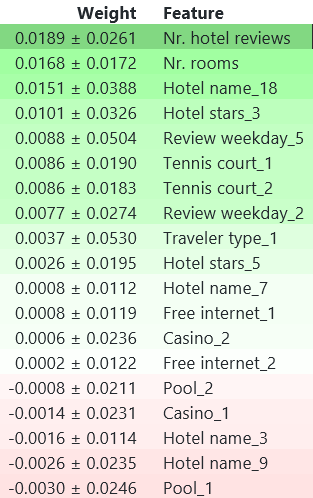 Weight Feature
0.0189 ± 0.0261 Nr. hotel reviews
0.0168 ± 0.0172 Nr. rooms
0.0151 ± 0.0388 Hotel name_18
0.0101 ± 0.0326 Hotel stars_3
0.0088 ± 0.0504 Review weekday_5
0.0086 ± 0.0190 Tennis court_1
0.0086 ± 0.0183 Tennis court_2
0.0077 ± 0.0274 Review weekday_2
0.0037 ± 0.0530 Traveler type_1
0.0026 ± 0.0195 Hotel stars_5
0.0008 ± 0.0112 Hotel name_7
0.0008 ± 0.0119 Free internet_1
0.0006 ± 0.0236 Casino_2
0.0002 ± 0.0122 Free internet_2
-0.0008 ± 0.0211 Pool_2
-0.0014 ± 0.0231 Casino_1
-0.0016 ± 0.0114 Hotel name_3
-0.0026 ± 0.0235 Hotel name_9
-0.0030 ± 0.0246 Pool_1